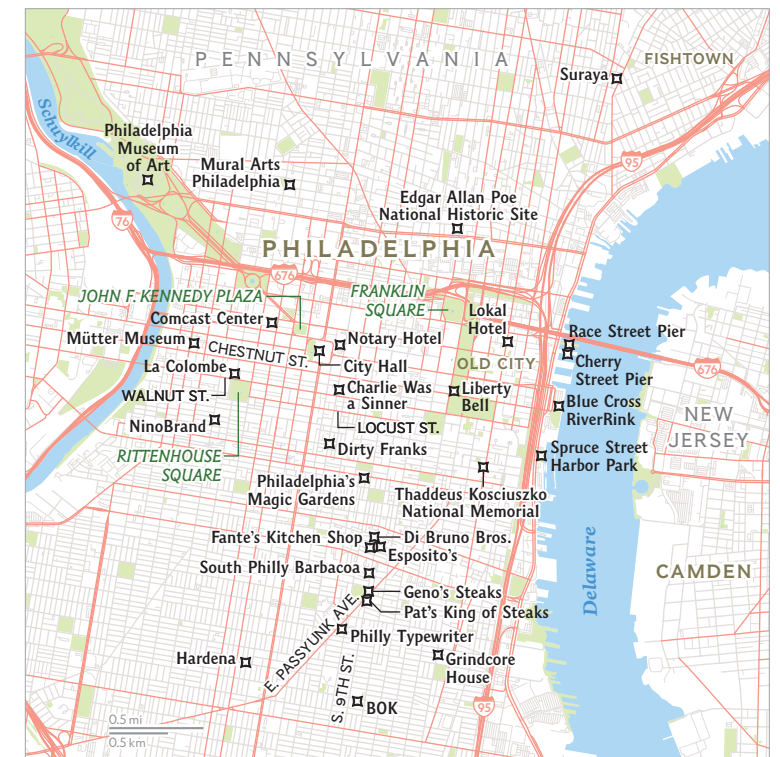 PENNSYLVANIA
FISHTOWN
Suraya
Schuylkill
95
Philadelphia
Museum
of Art
Mural Arts
Philadelphia
Edgar Allan Poe
National Historic Site
76
PHILADELPHIA
676
JOHN F. KENNEDY PLAZA
FRANKLIN
SQUARE
Comcast Center
Lokal
Hotel
Mütter Museum
CHESTNUT ST.
Notary Hotel
Race Street Pier
La Colombe
City Hall
OLD CITY
Cherry
Street Pier
676
WALNUT ST.
Charlie Was
a Sinner
Liberty
Bell
Blue Cross
RiverRink
NEW
JERSEY
NinoBrand
LOCUST ST.
Dirty Franks
RITTENHOUSE
SQUARE
Spruce Street
Harbor Park
Philadelphia's
Magic Gardens
Thaddeus Kosciuszko
National Memorial
Fante's Kitchen Shop
Di Bruno Bros.
Esposito's
South Philly Barbacoa
Delaware
CAMDEN
Geno's Steaks
Pat's King of Steaks
E. PASSYUNK AVE.
Philly Typewriter
Hardena
S. 9TH ST.
Grindcore
House
BOK
95
0.5 mi
0.5 km